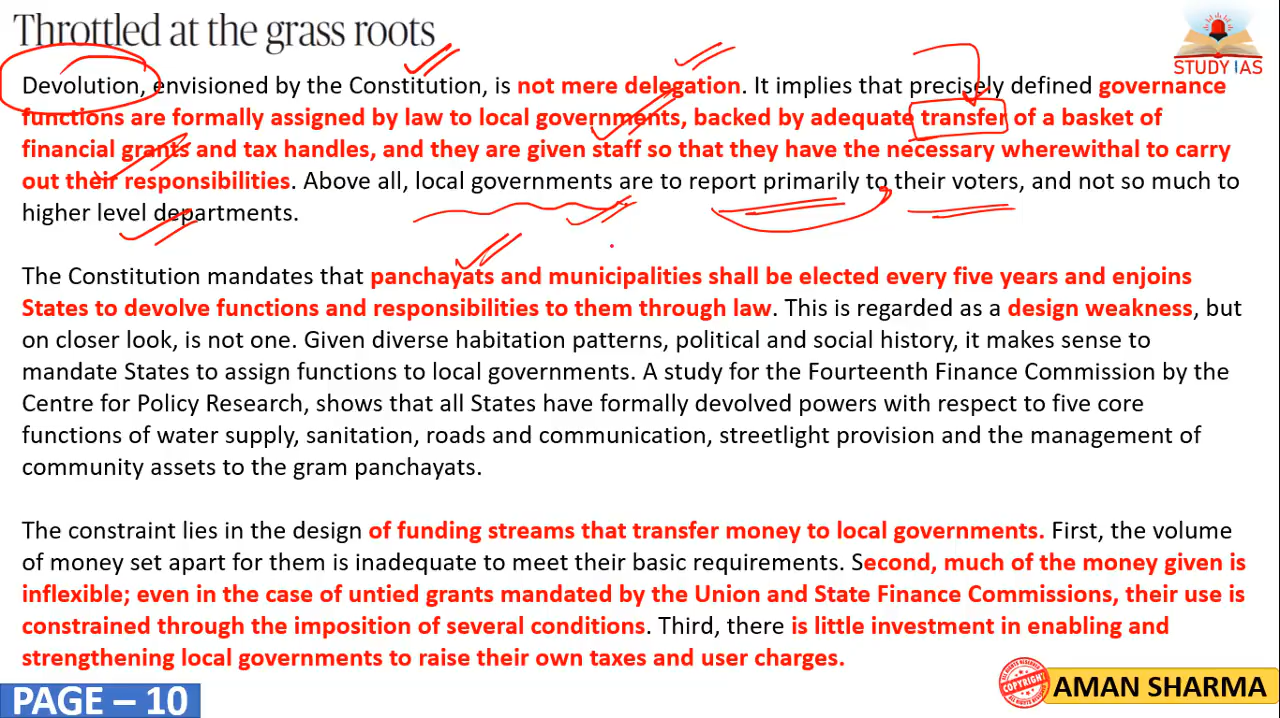 Throttled at the grass roots
STUDY IAS
Devolution, envisioned by the Constitution, is not mere delegation. It implies that precisely defined governance
functions are formally assigned by law to local governments, backed by adequate transfer of a basket of
financial grants and tax handles, and they are given staff so that they have the necessary wherewithal to carry
out their responsibilities. Above all, local governments are to report primarily to their voters, and not so much to
higher level departments.
The Constitution mandates that panchayats and municipalities shall be elected every five years and enjoins
States to devolve functions and responsibilities to them through law. This is regarded as a design weakness, but
on closer look, is not one. Given diverse habitation patterns, political and social history, it makes sense to
mandate States to assign functions to local governments. A study for the Fourteenth Finance Commission by the
Centre for Policy Research, shows that all States have formally devolved powers with respect to five core
functions of water supply, sanitation, roads and communication, streetlight provision and the management of
community assets to the gram panchayats.
The constraint lies in the design of funding streams that transfer money to local governments. First, the volume
of money set apart for them is inadequate to meet their basic requirements. Second, much of the money given is
inflexible; even in the case of untied grants mandated by the Union and State Finance Commissions, their use is
constrained through the imposition of several conditions. Third, there is little investment in enabling and
strengthening local governments to raise their own taxes and user charges.
PAGE – 10
COPYRIGHT
AMAN SHARMA